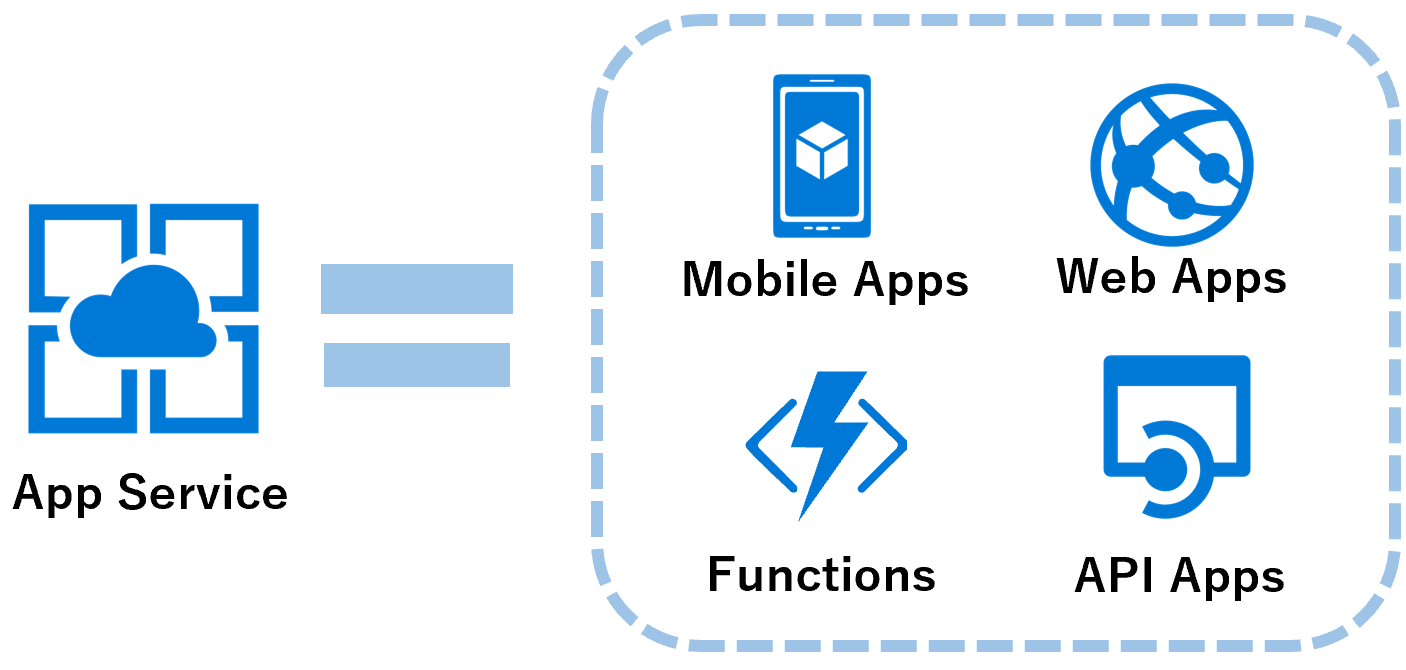 App Service
Mobile Apps
Web Apps
Functions
API Apps